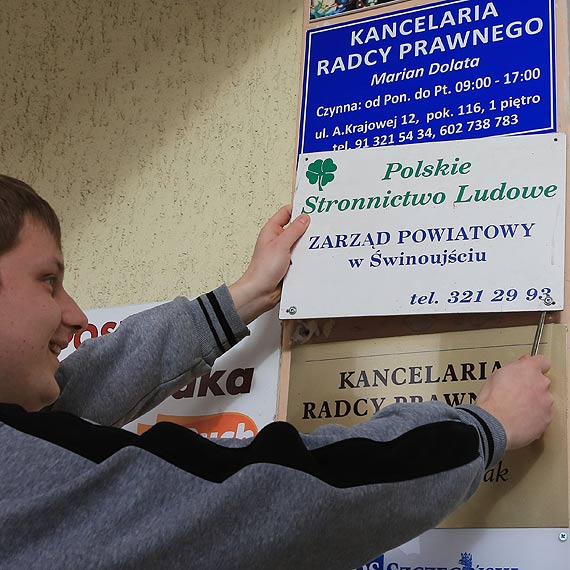 KANCELARIA
RADCY PRAWNEGO
Marian Dolata
Czynna: od Pon. do Pt. 09:00 - 17:00
ul. A.Krajowej 12, pok. 116, 1 piętro
tel. 91 321 54 34, 602 738 783
Polskie
Stronnictwo Ludowe
ZARZĄD POWIATOWY
w Świnoujściu
tel. 321 29 93
KANCELARIA
RADCY